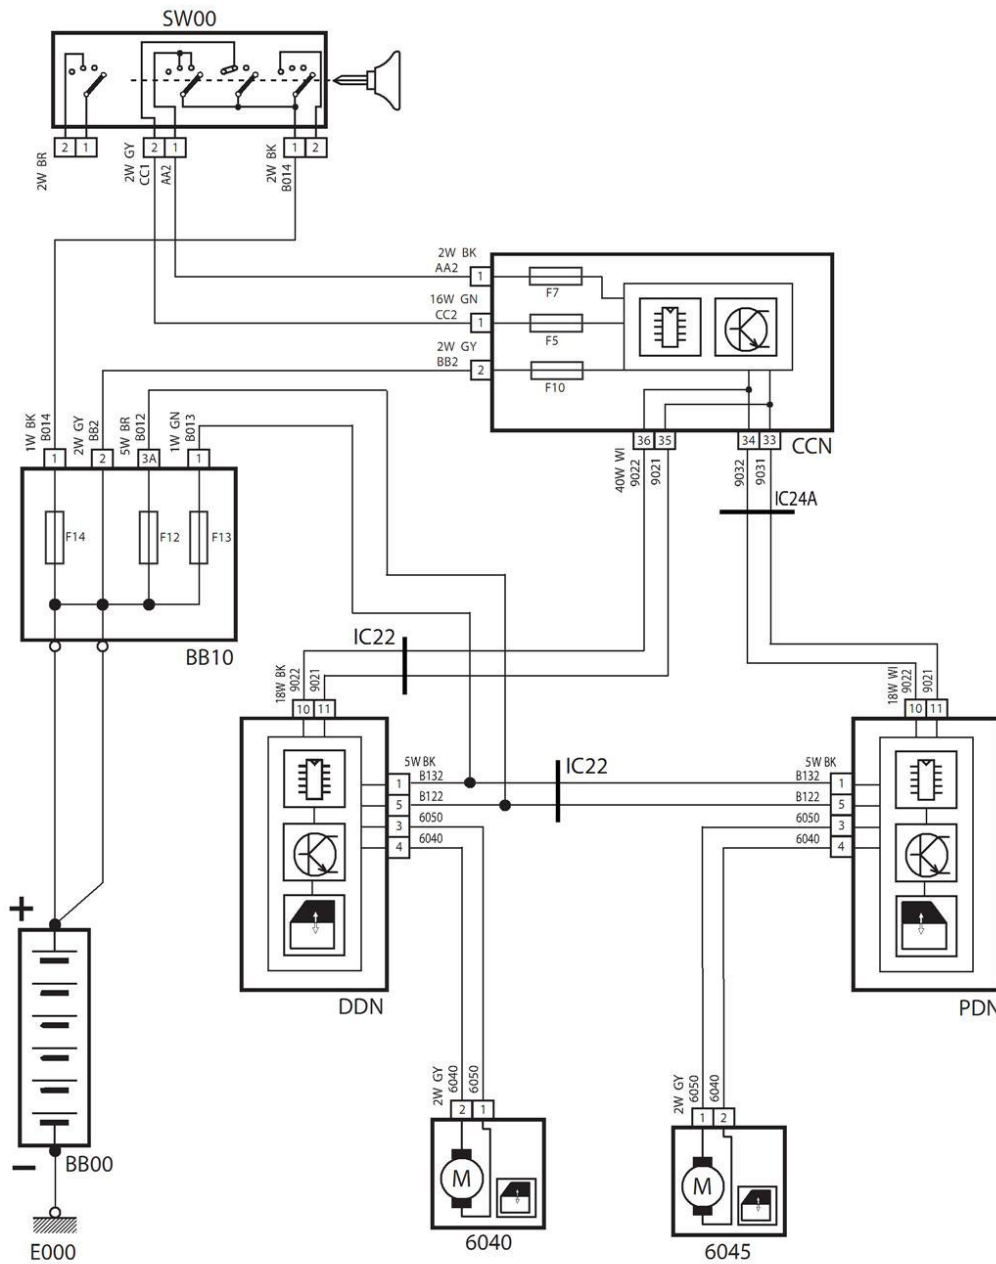 SW00
2 1
2 1
1 2
2W BR
2W GY
CC1
AA2
2W BK
B014
2W BK
AA2
1
F7
16W GN
CC2
1
F5
2W GY
BB2
2
F10
36 35
34 33
CCN
40W WI
9022
9021
9032
9031
IC24A
1W BK
B014
2W GY
BB2
5W BR
B012
1W GN
B013
1
2
3A
1
F14
F12
F13
BB10
IC22
18W BK
9022
9021
10 11
18W WI
9022
9021
10 11
5W BK
B132
1
B122
5
6050
3
6040
4
IC22
5W BK
B132
1
B122
5
6050
3
6040
4
DDN
PDN
+
−
BB00
E000
2W GY
6040
6050
2 1
M
6040
2W GY
6050
6040
1 2
M
6045